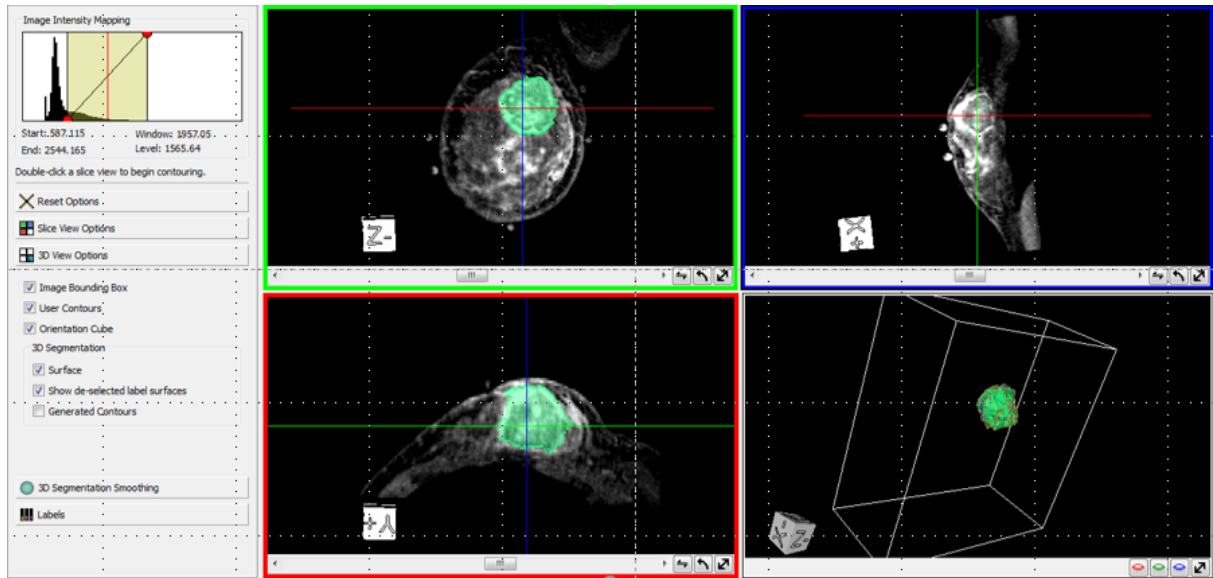 Image Intensity Mapping
Start: 587.115 Window: 1957.05
End: 2544.165 Level: 1565.64
Double-click a slice view to begin contouring.
Reset Options
Slice View Options
3D View Options
Image Bounding Box
User Contours
Orientation Cube
3D Segmentation
Surface
Show de-selected label surfaces
Generated Contours
3D Segmentation Smoothing
Labels
Z-
X+
Y+
X- Z-